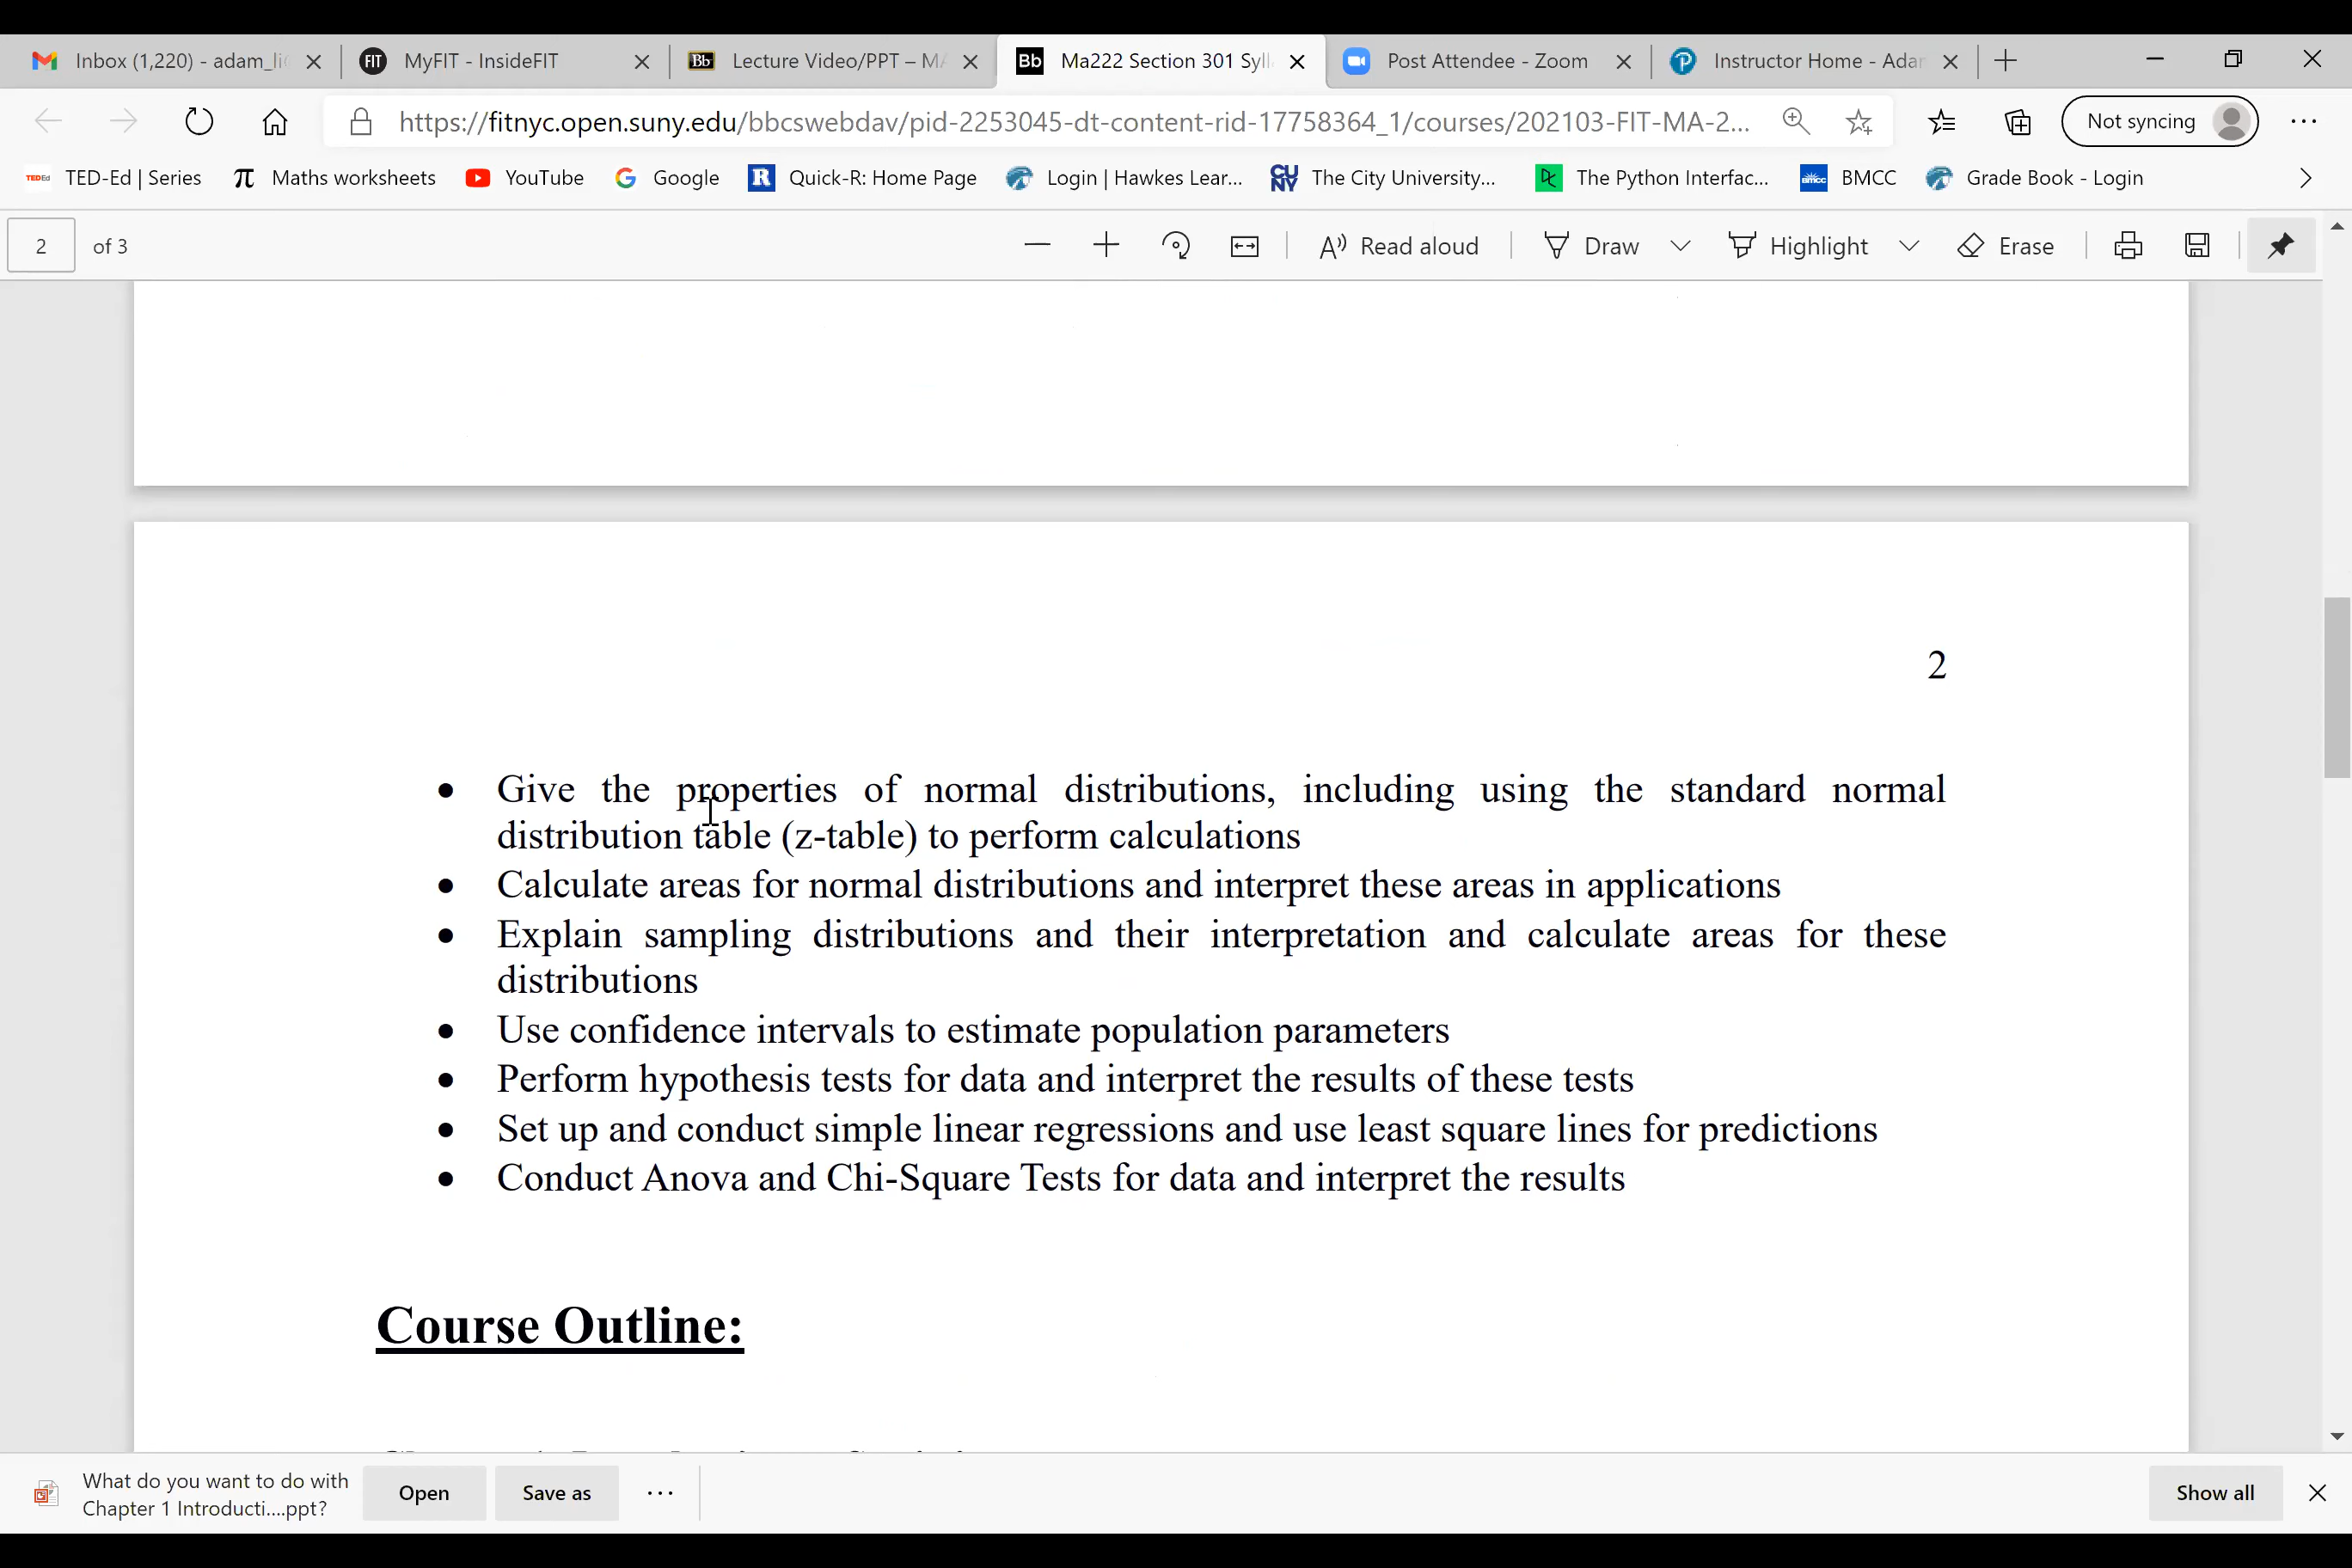 Inbox (1,220) - adam_li
MyFIT - InsideFIT
Lecture Video/PPT – MA
Ma222 Section 301 Syll
Post Attendee - Zoom
Instructor Home - Adam
https://fitnyc.open.suny.edu/bbcswebdav/pid-2253045-dt-content-rid-17758364_1/courses/202103-FIT-MA-2...
Not syncing
TED-Ed | Series
Maths worksheets
YouTube
Google
Quick-R: Home Page
Login | Hawkes Lear...
The City University...
The Python Interfac...
BMCC
Grade Book - Login
2 of 3
Read aloud
Draw
Highlight
Erase
2
• Give the properties of normal distributions, including using the standard normal
distribution table (z-table) to perform calculations
• Calculate areas for normal distributions and interpret these areas in applications
• Explain sampling distributions and their interpretation and calculate areas for these
distributions
• Use confidence intervals to estimate population parameters
• Perform hypothesis tests for data and interpret the results of these tests
• Set up and conduct simple linear regressions and use least square lines for predictions
• Conduct Anova and Chi-Square Tests for data and interpret the results
Course Outline:
What do you want to do with
Chapter 1 Introducti....ppt?
Open
Save as
Show all